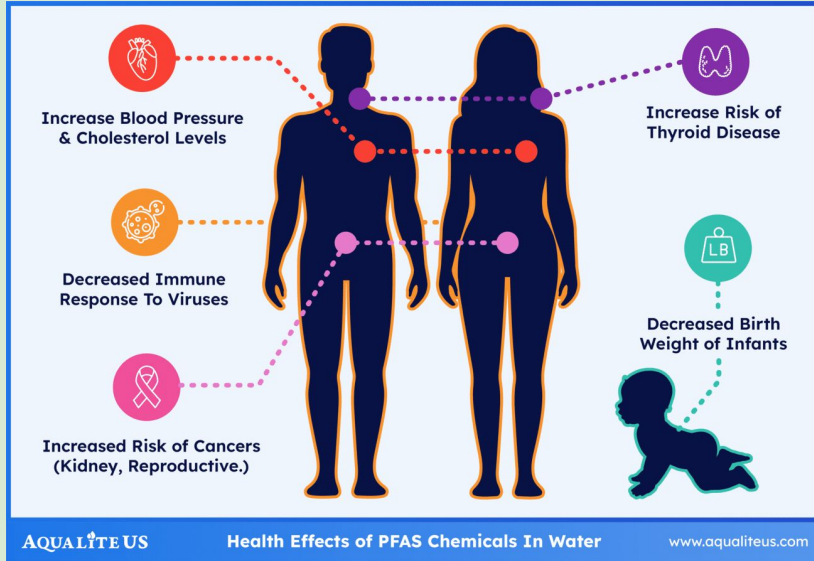 Increase Blood Pressure
& Cholesterol Levels
Increase Risk of
Thyroid Disease
Decreased Immune
Response To Viruses
LB
Decreased Birth
Weight of Infants
Increased Risk of Cancers
(Kidney, Reproductive.)
AQUALITE US
Health Effects of PFAS Chemicals In Water
www.aqualiteus.com